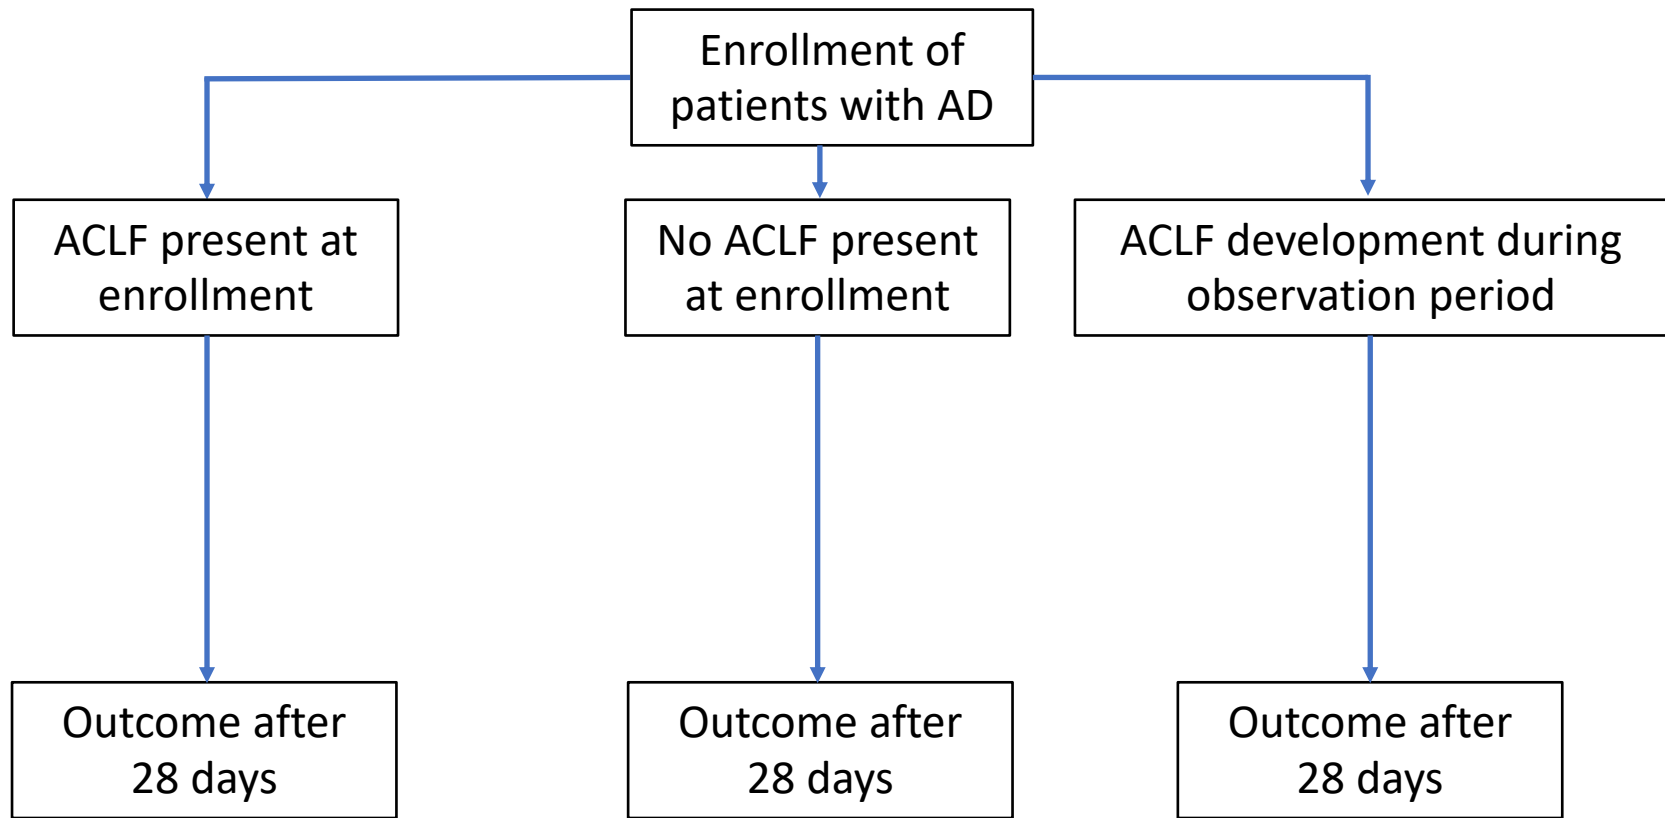 Enrollment of
patients with AD
ACLF present at
enrollment
No ACLF present
at enrollment
ACLF development during
observation period
Outcome after
28 days
Outcome after
28 days
Outcome after
28 days